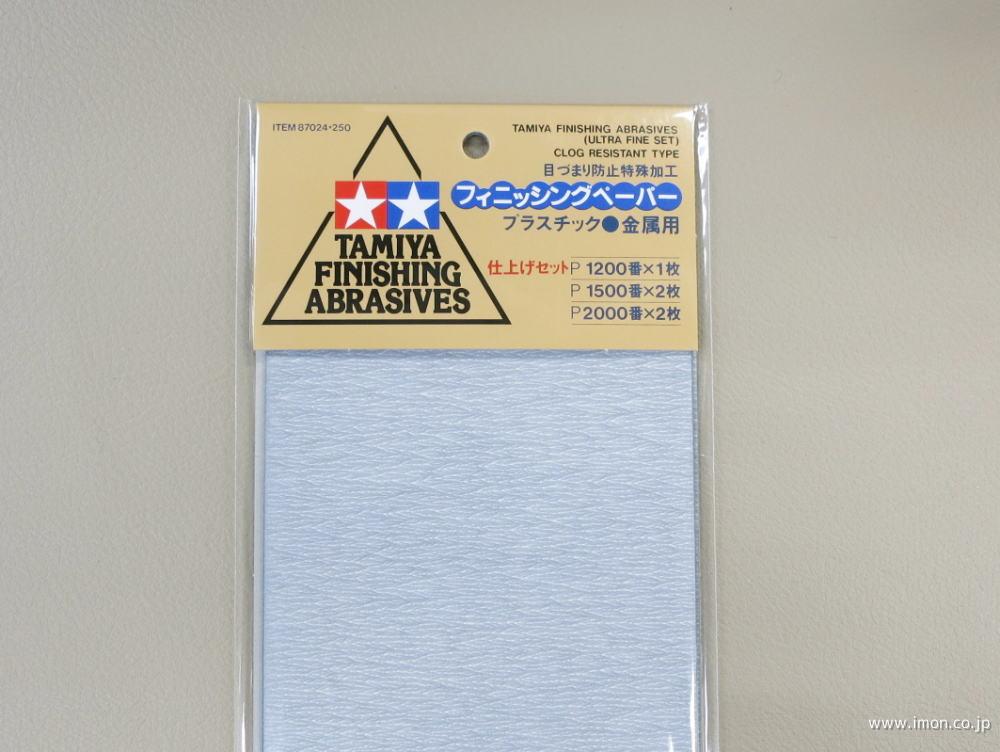 ITEM 87024・250
TAMIYA FINISHING ABRASIVES
(ULTRA FINE SET)
CLOG RESISTANT TYPE
目づまり防止特殊加工
フィニッシングペーパー
プラスチック●金属用
TAMIYA
FINISHING
ABRASIVES
仕上げセット P 1200番×1枚
P 1500番×2枚
P 2000番×2枚
www.imon.co.jp